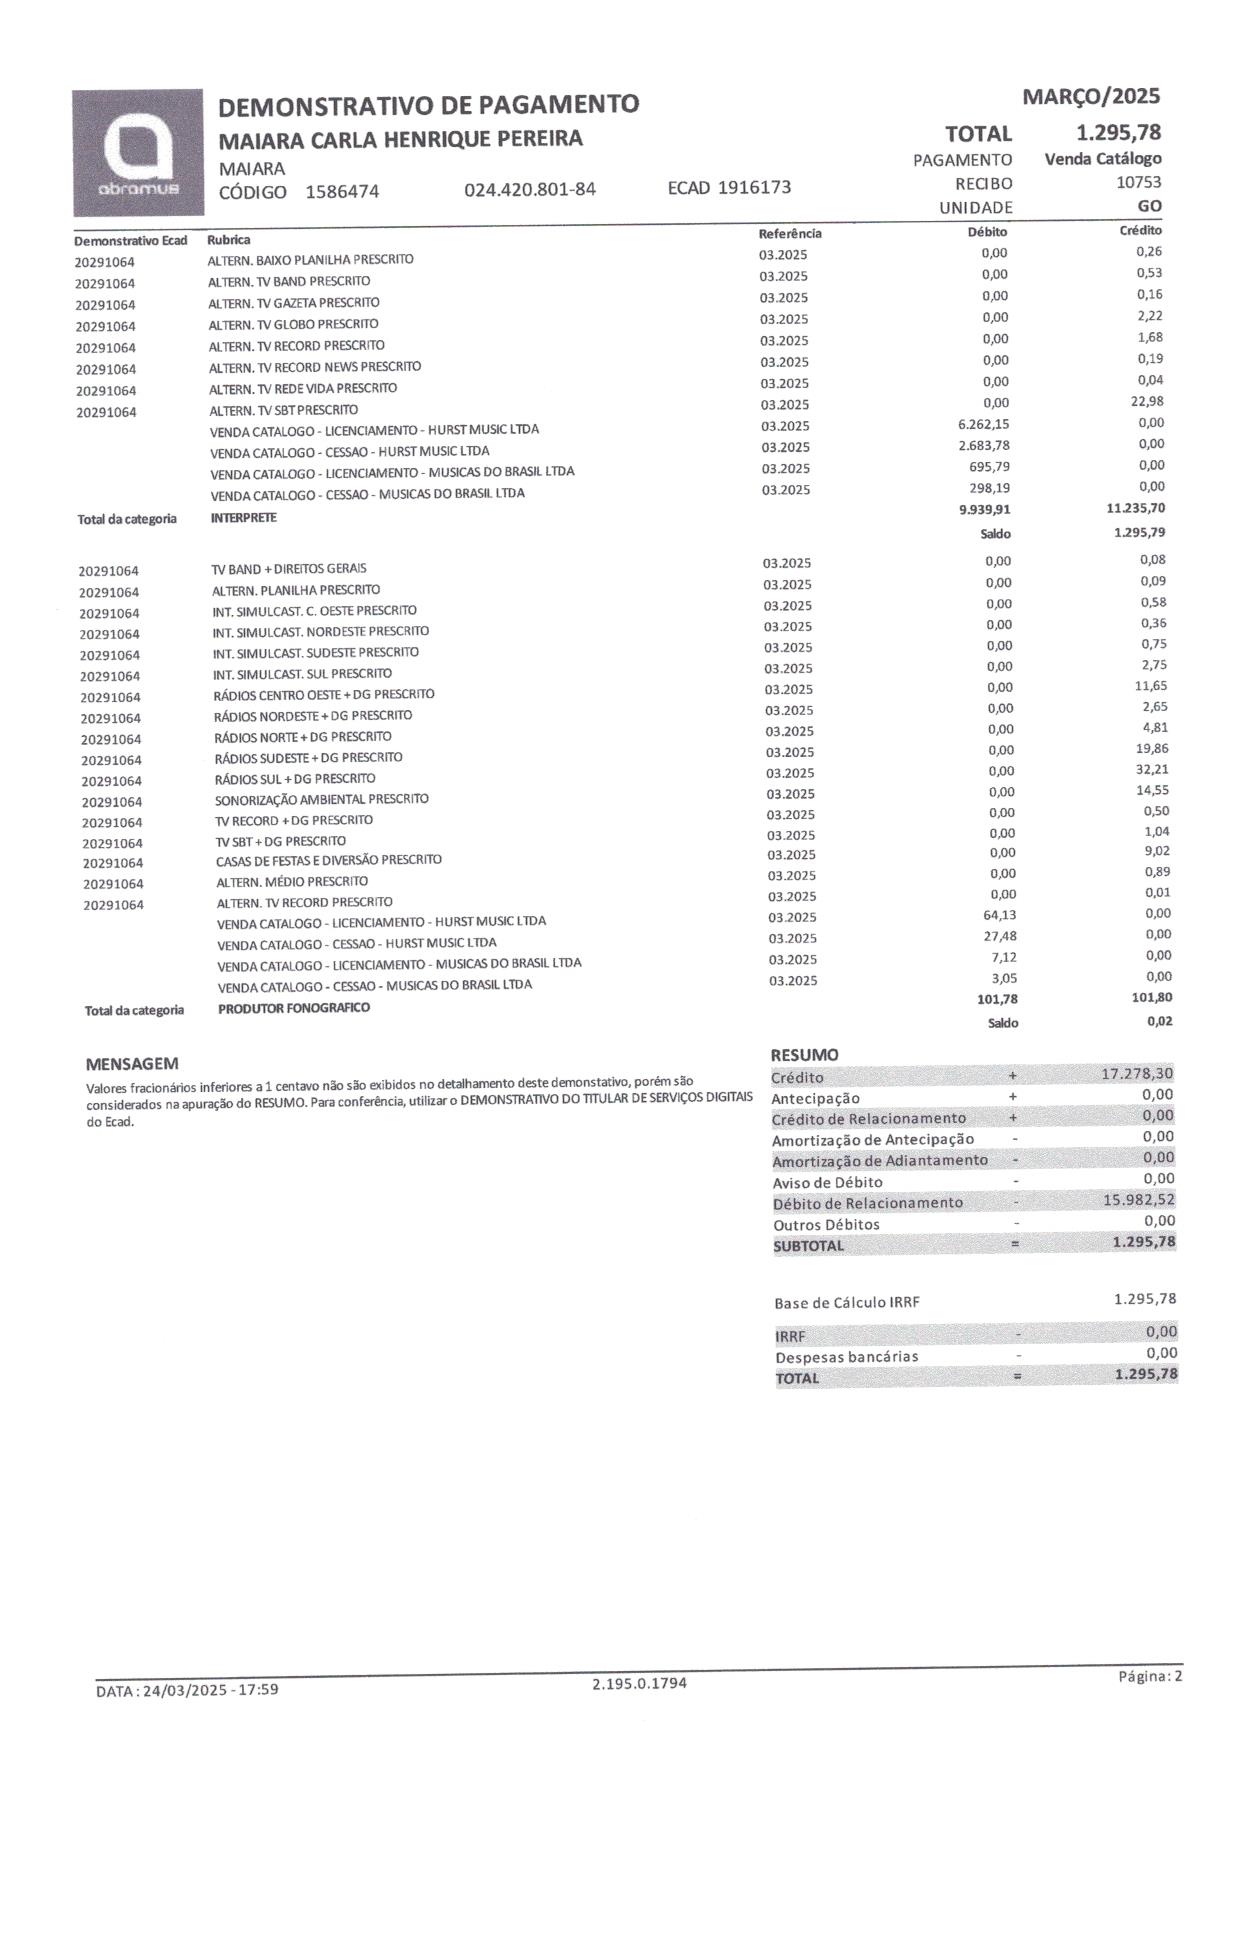 abramus
DEMONSTRATIVO DE PAGAMENTO MARÇO/2025
MAIARA CARLA HENRIQUE PEREIRA TOTAL 1.295,78
MAIARA PAGAMENTO Venda Catálogo
CÓDIGO 1586474 024.420.801-84 ECAD 1916173 RECIBO 10753
UNIDADE GO
Demonstrativo Ecad Rubrica Referência Débito Crédito
20291064 ALTERN. BAIXO PLANILHA PRESCRITO 03.2025 0,00 0,26
20291064 ALTERN. TV BAND PRESCRITO 03.2025 0,00 0,53
20291064 ALTERN. TV GAZETA PRESCRITO 03.2025 0,00 0,16
20291064 ALTERN. TV GLOBO PRESCRITO 03.2025 0,00 2,22
20291064 ALTERN. TV RECORD PRESCRITO 03.2025 0,00 1,68
20291064 ALTERN. TV RECORD NEWS PRESCRITO 03.2025 0,00 0,19
20291064 ALTERN. TV REDE VIDA PRESCRITO 03.2025 0,00 0,04
20291064 ALTERN. TV SBT PRESCRITO 03.2025 0,00 22,98
VENDA CATALOGO - LICENCIAMENTO - HURST MUSIC LTDA 03.2025 6.262,15 0,00
VENDA CATALOGO - CESSAO - HURST MUSIC LTDA 03.2025 2.683,78 0,00
VENDA CATALOGO - LICENCIAMENTO - MUSICAS DO BRASIL LTDA 03.2025 695,79 0,00
VENDA CATALOGO - CESSAO - MUSICAS DO BRASIL LTDA 03.2025 298,19 0,00
Total da categoria INTERPRETE 9.939,91 11.235,70
Saldo 1.295,79
20291064 TV BAND + DIREITOS GERAIS 03.2025 0,00 0,08
20291064 ALTERN. PLANILHA PRESCRITO 03.2025 0,00 0,09
20291064 INT. SIMULCAST. C. OESTE PRESCRITO 03.2025 0,00 0,58
20291064 INT. SIMULCAST. NORDESTE PRESCRITO 03.2025 0,00 0,36
20291064 INT. SIMULCAST. SUDESTE PRESCRITO 03.2025 0,00 0,75
20291064 INT. SIMULCAST. SUL PRESCRITO 03.2025 0,00 2,75
20291064 RÁDIOS CENTRO OESTE + DG PRESCRITO 03.2025 0,00 11,65
20291064 RÁDIOS NORDESTE + DG PRESCRITO 03.2025 0,00 2,65
20291064 RÁDIOS NORTE + DG PRESCRITO 03.2025 0,00 4,81
20291064 RÁDIOS SUDESTE + DG PRESCRITO 03.2025 0,00 19,86
20291064 RÁDIOS SUL + DG PRESCRITO 03.2025 0,00 32,21
20291064 SONORIZAÇÃO AMBIENTAL PRESCRITO 03.2025 0,00 14,55
20291064 TV RECORD + DG PRESCRITO 03.2025 0,00 0,50
20291064 TV SBT + DG PRESCRITO 03.2025 0,00 1,04
20291064 CASAS DE FESTAS E DIVERSÃO PRESCRITO 03.2025 0,00 9,02
20291064 ALTERN. MÉDIO PRESCRITO 03.2025 0,00 0,89
20291064 ALTERN. TV RECORD PRESCRITO 03.2025 0,00 0,01
VENDA CATALOGO - LICENCIAMENTO - HURST MUSIC LTDA 03.2025 64,13 0,00
VENDA CATALOGO - CESSAO - HURST MUSIC LTDA 03.2025 27,48 0,00
VENDA CATALOGO - LICENCIAMENTO - MUSICAS DO BRASIL LTDA 03.2025 7,12 0,00
VENDA CATALOGO - CESSAO - MUSICAS DO BRASIL LTDA 03.2025 3,05 0,00
Total da categoria PRODUTOR FONOGRAFICO 101,78 101,80
Saldo 0,02
MENSAGEM
Valores fracionários inferiores a 1 centavo não são exibidos no detalhamento deste demonstativo, porém são
considerados na apuração do RESUMO. Para conferência, utilizar o DEMONSTRATIVO DO TITULAR DE SERVIÇOS DIGITAIS
do Ecad.
RESUMO
Crédito + 17.278,30
Antecipação + 0,00
Crédito de Relacionamento + 0,00
Amortização de Antecipação - 0,00
Amortização de Adiantamento - 0,00
Aviso de Débito - 0,00
Débito de Relacionamento - 15.982,52
Outros Débitos - 0,00
SUBTOTAL = 1.295,78
Base de Cálculo IRRF 1.295,78
IRRF - 0,00
Despesas bancárias - 0,00
TOTAL = 1.295,78
DATA : 24/03/2025 - 17:59 2.195.0.1794 Página: 2